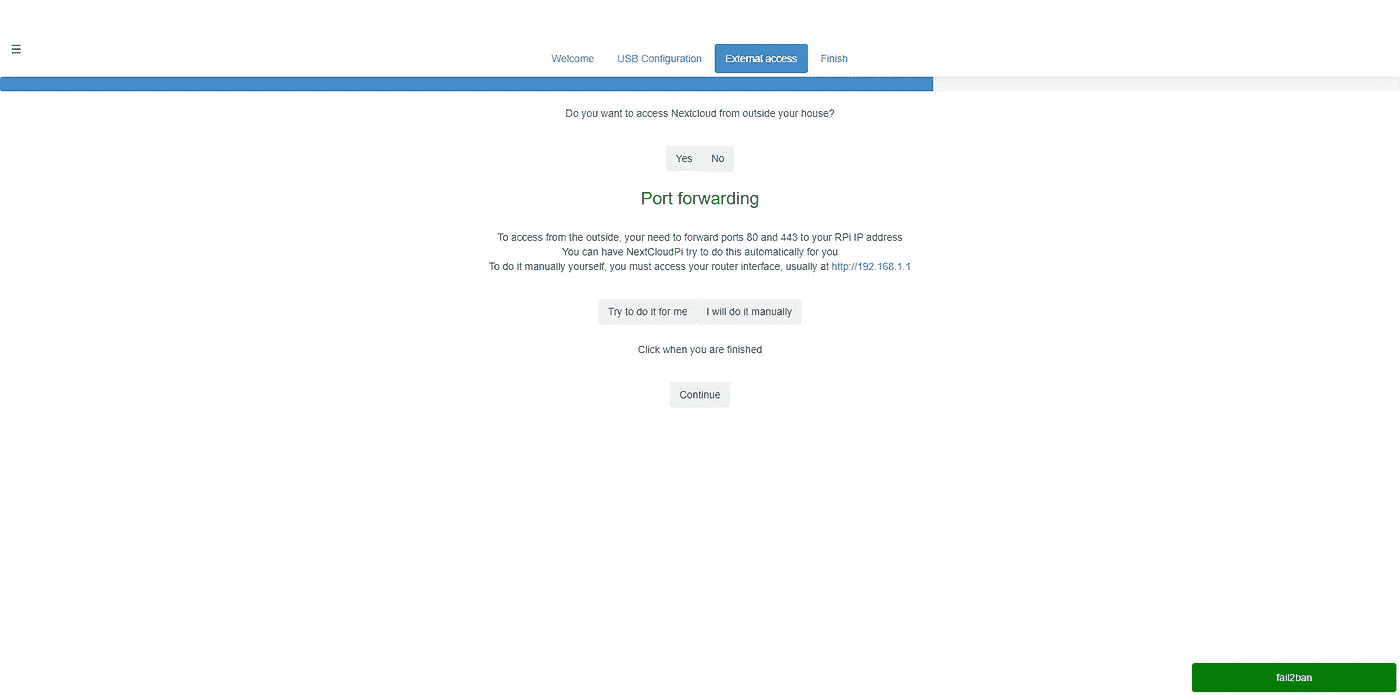 ☰
Welcome USB Configuration External access Finish
Do you want to access Nextcloud from outside your house?
Yes No
Port forwarding
To access from the outside, your need to forward ports 80 and 443 to your RPi IP address
You can have NextCloudPi try to do this automatically for you
To do it manually yourself, you must access your router interface, usually at http://192.168.1.1
Try to do it for me I will do it manually
Click when you are finished
Continue
fail2ban